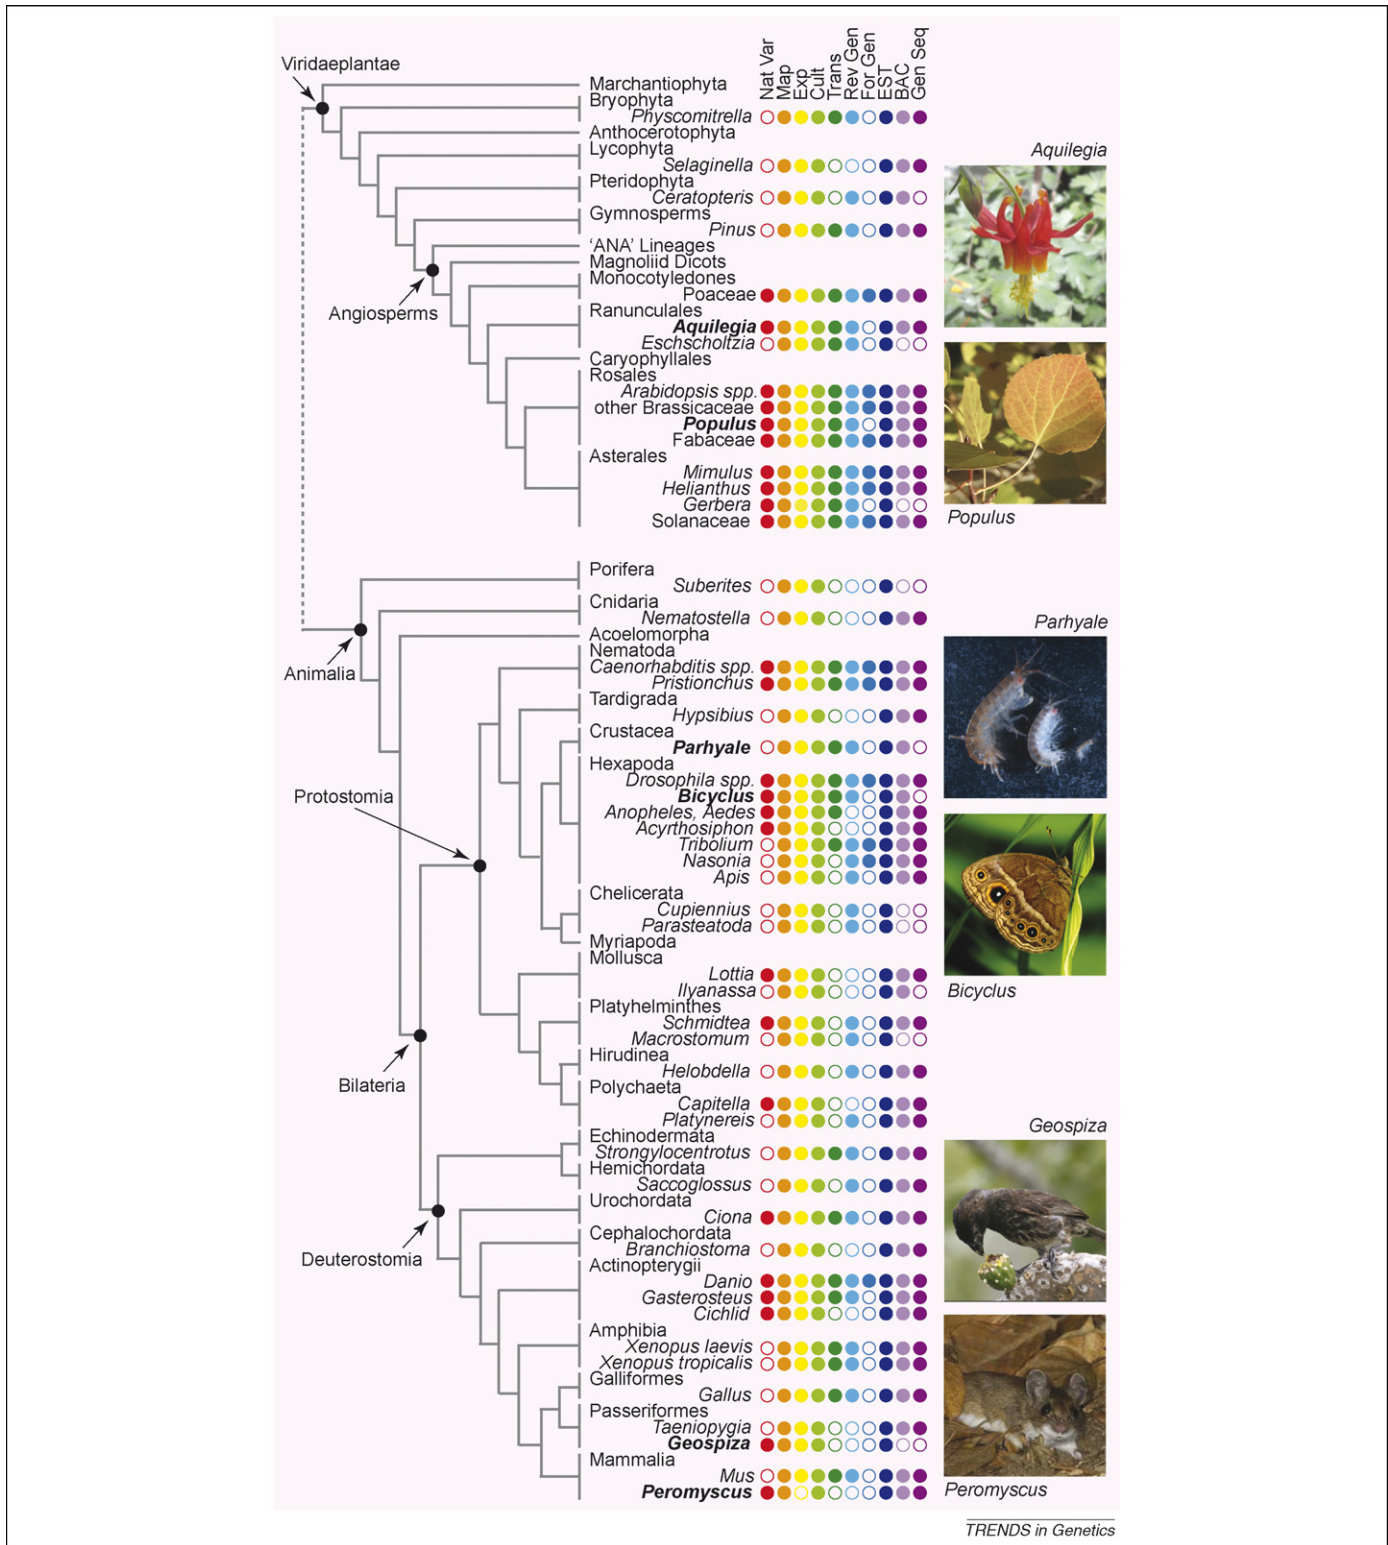 Nat Var
Map
Exp
Cult
Trans
Rev Gen
For Gen
EST
BAC
Gen Seq
Viridaeplantae
Marchantiophyta
Bryophyta
Physcomitrella
Anthocerotophyta
Lycophyta
Selaginella
Pteridophyta
Ceratopteris
Gymnosperms
Pinus
'ANA' Lineages
Magnoliid Dicots
Monocotyledones
Poaceae
Angiosperms
Ranunculales
Aquilegia
Eschscholtzia
Caryophyllales
Rosales
Arabidopsis spp.
other Brassicaceae
Populus
Fabaceae
Asterales
Mimulus
Helianthus
Gerbera
Solanaceae
Aquilegia
Populus
Porifera
Suberites
Cnidaria
Nematostella
Acoelomorpha
Animalia
Nematoda
Caenorhabditis spp.
Pristionchus
Tardigrada
Hypsibius
Crustacea
Parhyale
Hexapoda
Drosophila spp.
Protostomia
Bicyclus
Anopheles, Aedes
Acyrthosiphon
Tribolium
Nasonia
Apis
Chelicerata
Cupiennius
Parasteatoda
Myriapoda
Mollusca
Lottia
Ilyanassa
Platyhelminthes
Schmidtea
Macrostomum
Hirudinea
Helobdella
Bilateria
Polychaeta
Capitella
Platynereis
Echinodermata
Strongylocentrotus
Hemichordata
Saccoglossus
Urochordata
Ciona
Cephalochordata
Branchiostoma
Deuterostomia
Actinopterygii
Danio
Gasterosteus
Cichlid
Amphibia
Xenopus laevis
Xenopus tropicalis
Galliformes
Gallus
Passeriformes
Taeniopygia
Geospiza
Mammalia
Mus
Peromyscus
Parhyale
Bicyclus
Geospiza
Peromyscus
TRENDS in Genetics